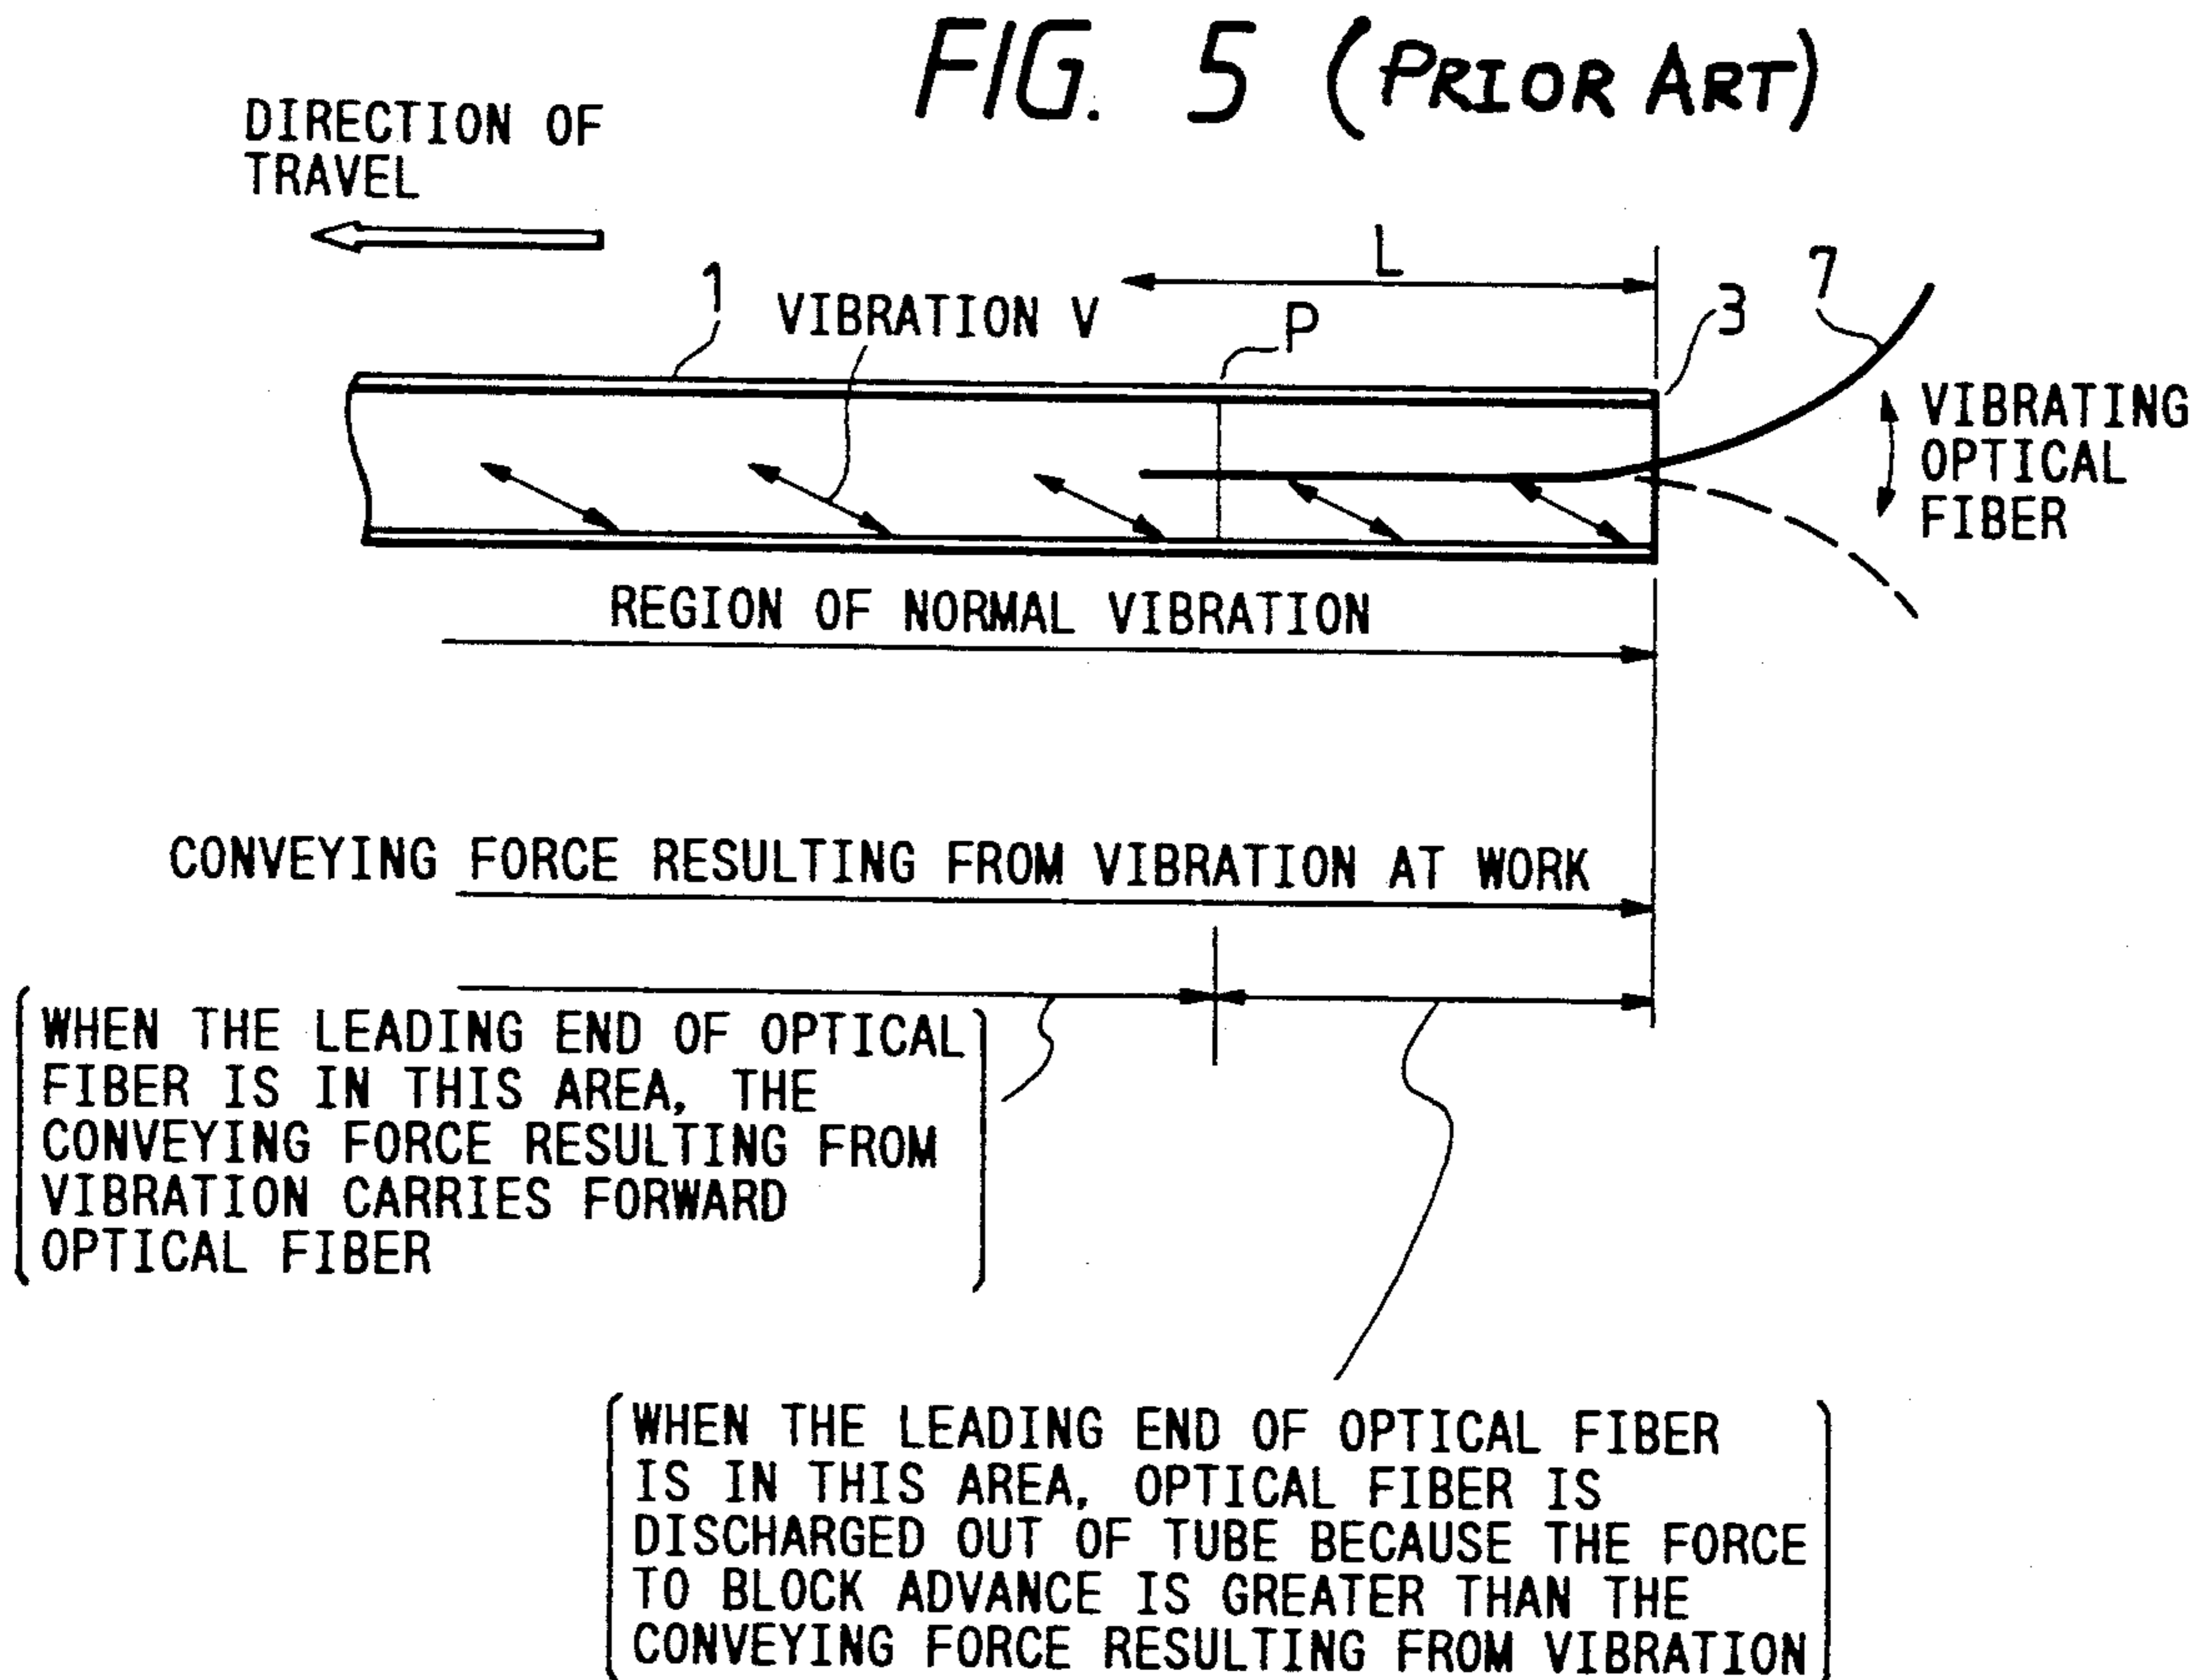 FIG. 5 (PRIOR ART)
DIRECTION OF
TRAVEL
L
1
VIBRATION V
P
3
7
VIBRATING
OPTICAL
FIBER
REGION OF NORMAL VIBRATION
CONVEYING FORCE RESULTING FROM VIBRATION AT WORK
WHEN THE LEADING END OF OPTICAL
FIBER IS IN THIS AREA, THE
CONVEYING FORCE RESULTING FROM
VIBRATION CARRIES FORWARD
OPTICAL FIBER
WHEN THE LEADING END OF OPTICAL FIBER
IS IN THIS AREA, OPTICAL FIBER IS
DISCHARGED OUT OF TUBE BECAUSE THE FORCE
TO BLOCK ADVANCE IS GREATER THAN THE
CONVEYING FORCE RESULTING FROM VIBRATION